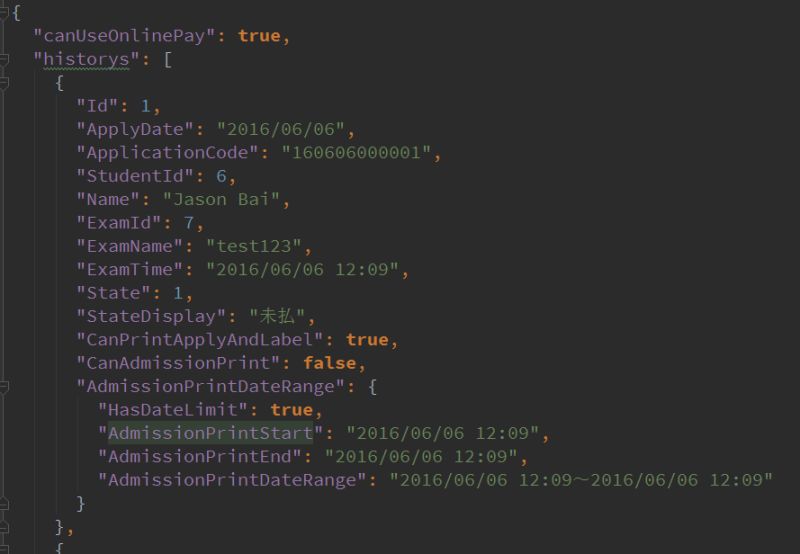 {
"canUseOnlinePay": true,
"historys": [
{
"Id": 1,
"ApplyDate": "2016/06/06",
"ApplicationCode": "160606000001",
"StudentId": 6,
"Name": "Jason Bai",
"ExamId": 7,
"ExamName": "test123",
"ExamTime": "2016/06/06 12:09",
"State": 1,
"StateDisplay": "未払",
"CanPrintApplyAndLabel": true,
"CanAdmissionPrint": false,
"AdmissionPrintDateRange": {
"HasDateLimit": true,
"AdmissionPrintStart": "2016/06/06 12:09",
"AdmissionPrintEnd": "2016/06/06 12:09",
"AdmissionPrintDateRange": "2016/06/06 12:09～2016/06/06 12:09"
}
},
{